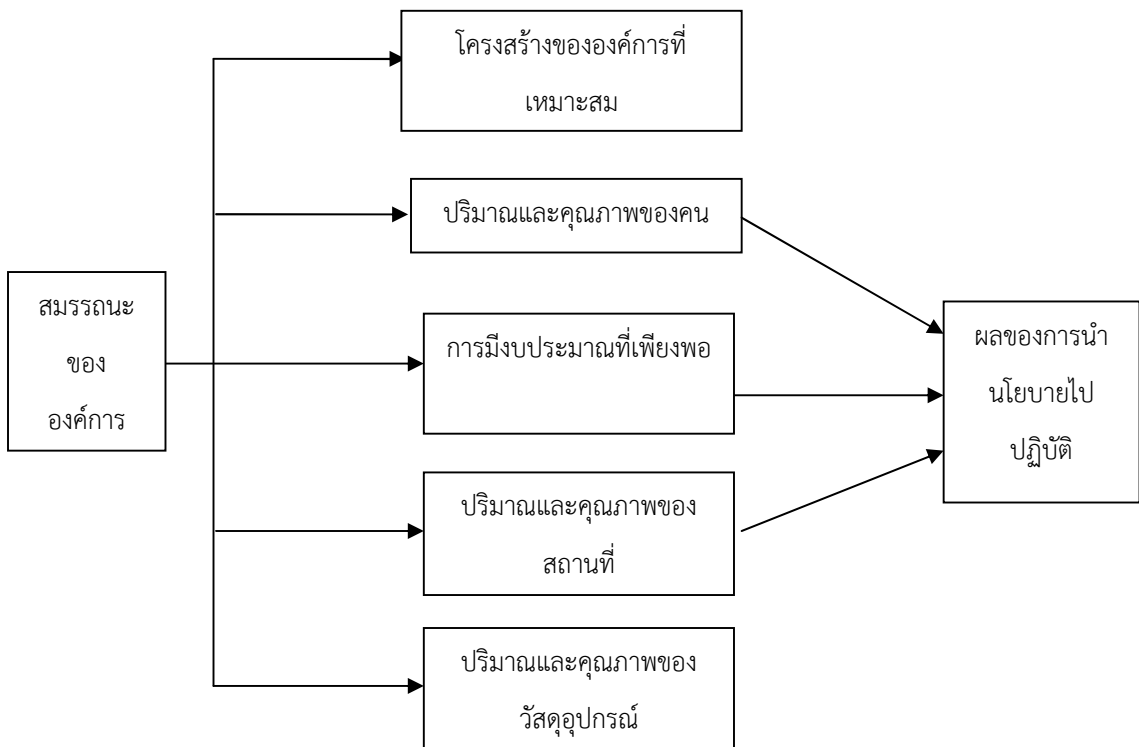 โครงสร้างขององค์การที่
เหมาะสม
ปริมาณและคุณภาพของคน
สมรรถนะ
ของ
องค์การ
การมีงบประมาณที่เพียงพอ
ผลของการนำ
นโยบายไป
ปฏิบัติ
ปริมาณและคุณภาพของ
สถานที่
ปริมาณและคุณภาพของ
วัสดุอุปกรณ์